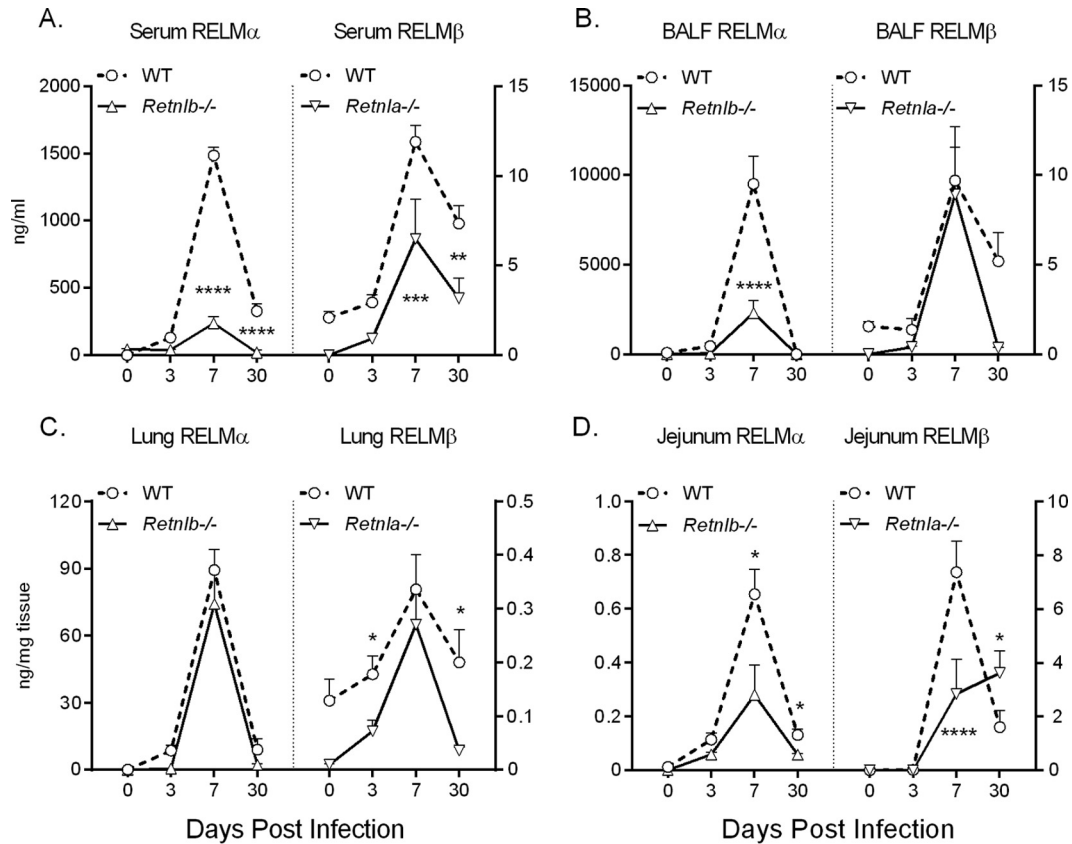 A.
Serum RELMα
Serum RELMβ
WT
Retnlb-/-
WT
Retnla-/-
ng/ml
2000
1500
1000
500
0
15
10
5
0
****
****
***
**
0 3 7 30
0 3 7 30
B.
BALF RELMα
BALF RELMβ
WT
Retnlb-/-
WT
Retnla-/-
15000
10000
5000
0
15
10
5
0
****
0 3 7 30
0 3 7 30
C.
Lung RELMα
Lung RELMβ
WT
Retnlb-/-
WT
Retnla-/-
ng/mg tissue
120
90
60
30
0
0.5
0.4
0.3
0.2
0.1
0
*
*
0 3 7 30
0 3 7 30
Days Post Infection
D.
Jejunum RELMα
Jejunum RELMβ
WT
Retnlb-/-
WT
Retnla-/-
1.0
0.8
0.6
0.4
0.2
0
10
8
6
4
2
0
*
*
*
****
0 3 7 30
0 3 7 30
Days Post Infection